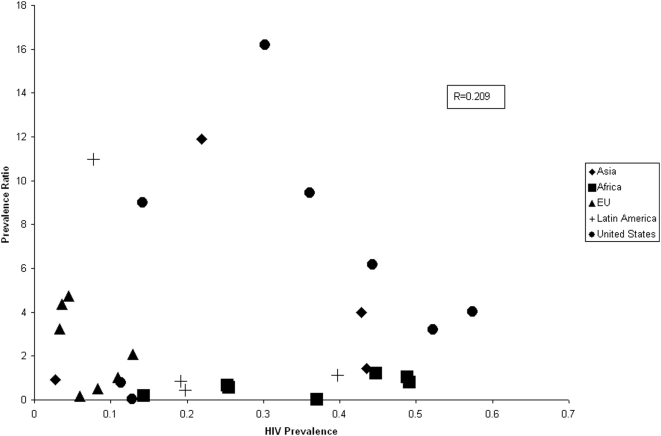 18
16
14
12
10
8
6
4
2
0
Prevalence Ratio
R=0.209
Asia
Africa
EU
Latin America
United States
0 0.1 0.2 0.3 0.4 0.5 0.6 0.7
HIV Prevalence